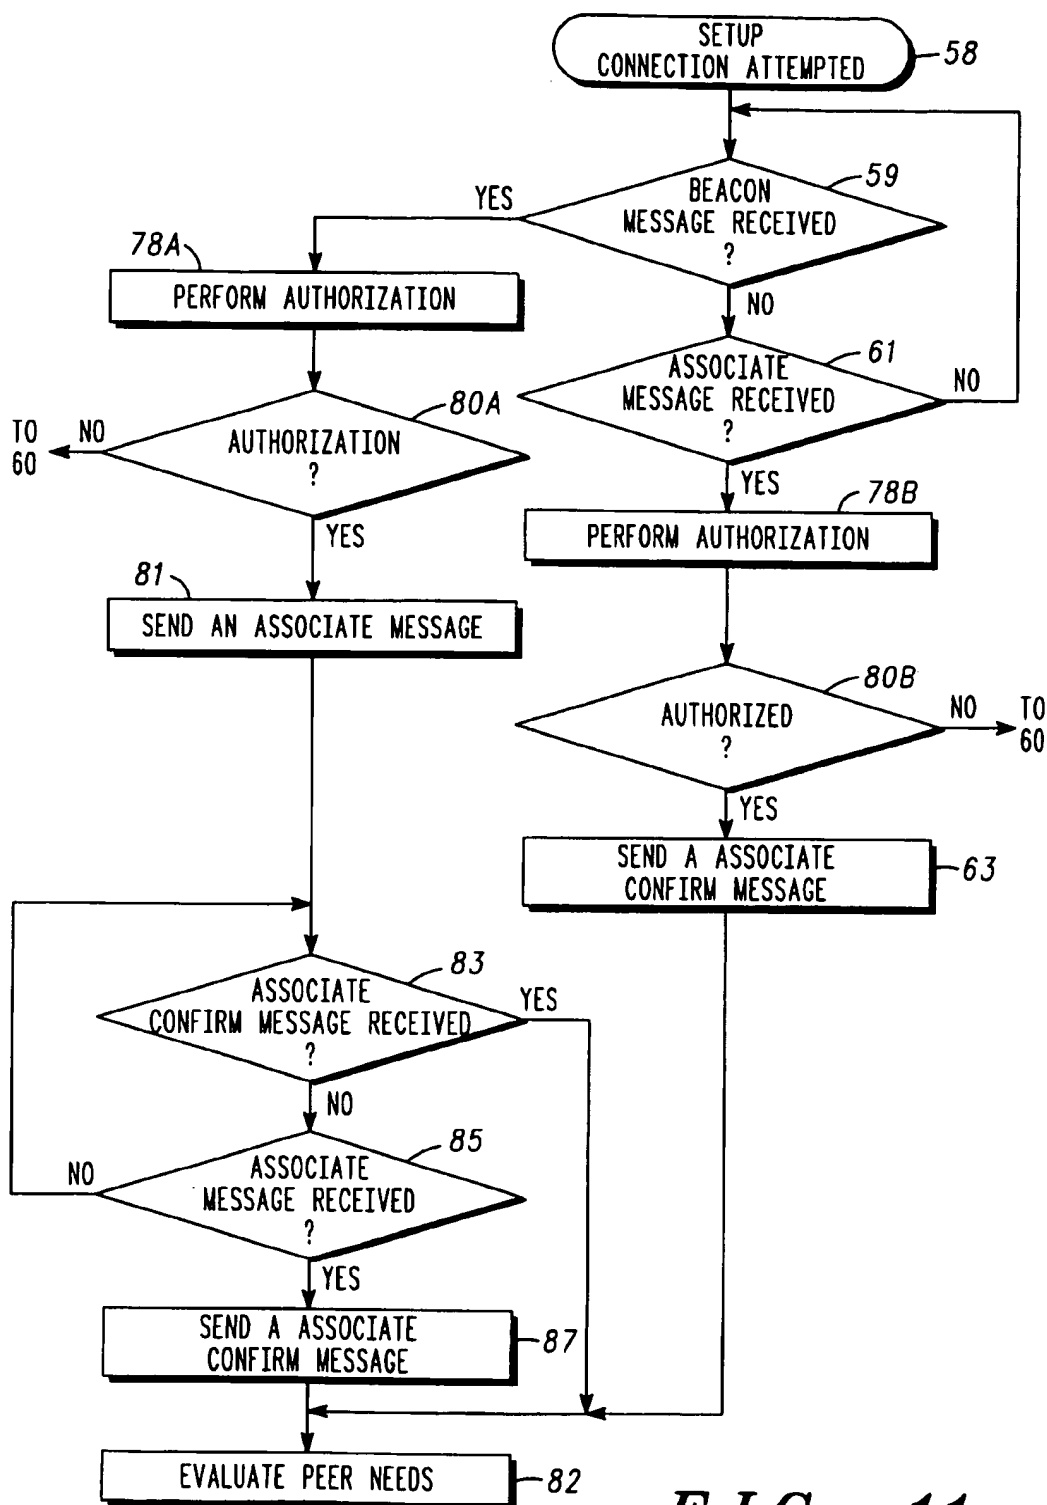 SETUP
CONNECTION ATTEMPTED
58
BEACON
MESSAGE RECEIVED
?
59
YES
NO
78A
PERFORM AUTHORIZATION
ASSOCIATE
MESSAGE RECEIVED
?
61
NO
YES
80A
AUTHORIZATION
?
NO
TO
60
YES
78B
PERFORM AUTHORIZATION
81
SEND AN ASSOCIATE MESSAGE
80B
AUTHORIZED
?
NO
TO
60
YES
SEND A ASSOCIATE
CONFIRM MESSAGE
63
83
ASSOCIATE
CONFIRM MESSAGE RECEIVED
?
YES
NO
85
ASSOCIATE
MESSAGE RECEIVED
?
NO
YES
SEND A ASSOCIATE
CONFIRM MESSAGE
87
EVALUATE PEER NEEDS
82
FIG. 11